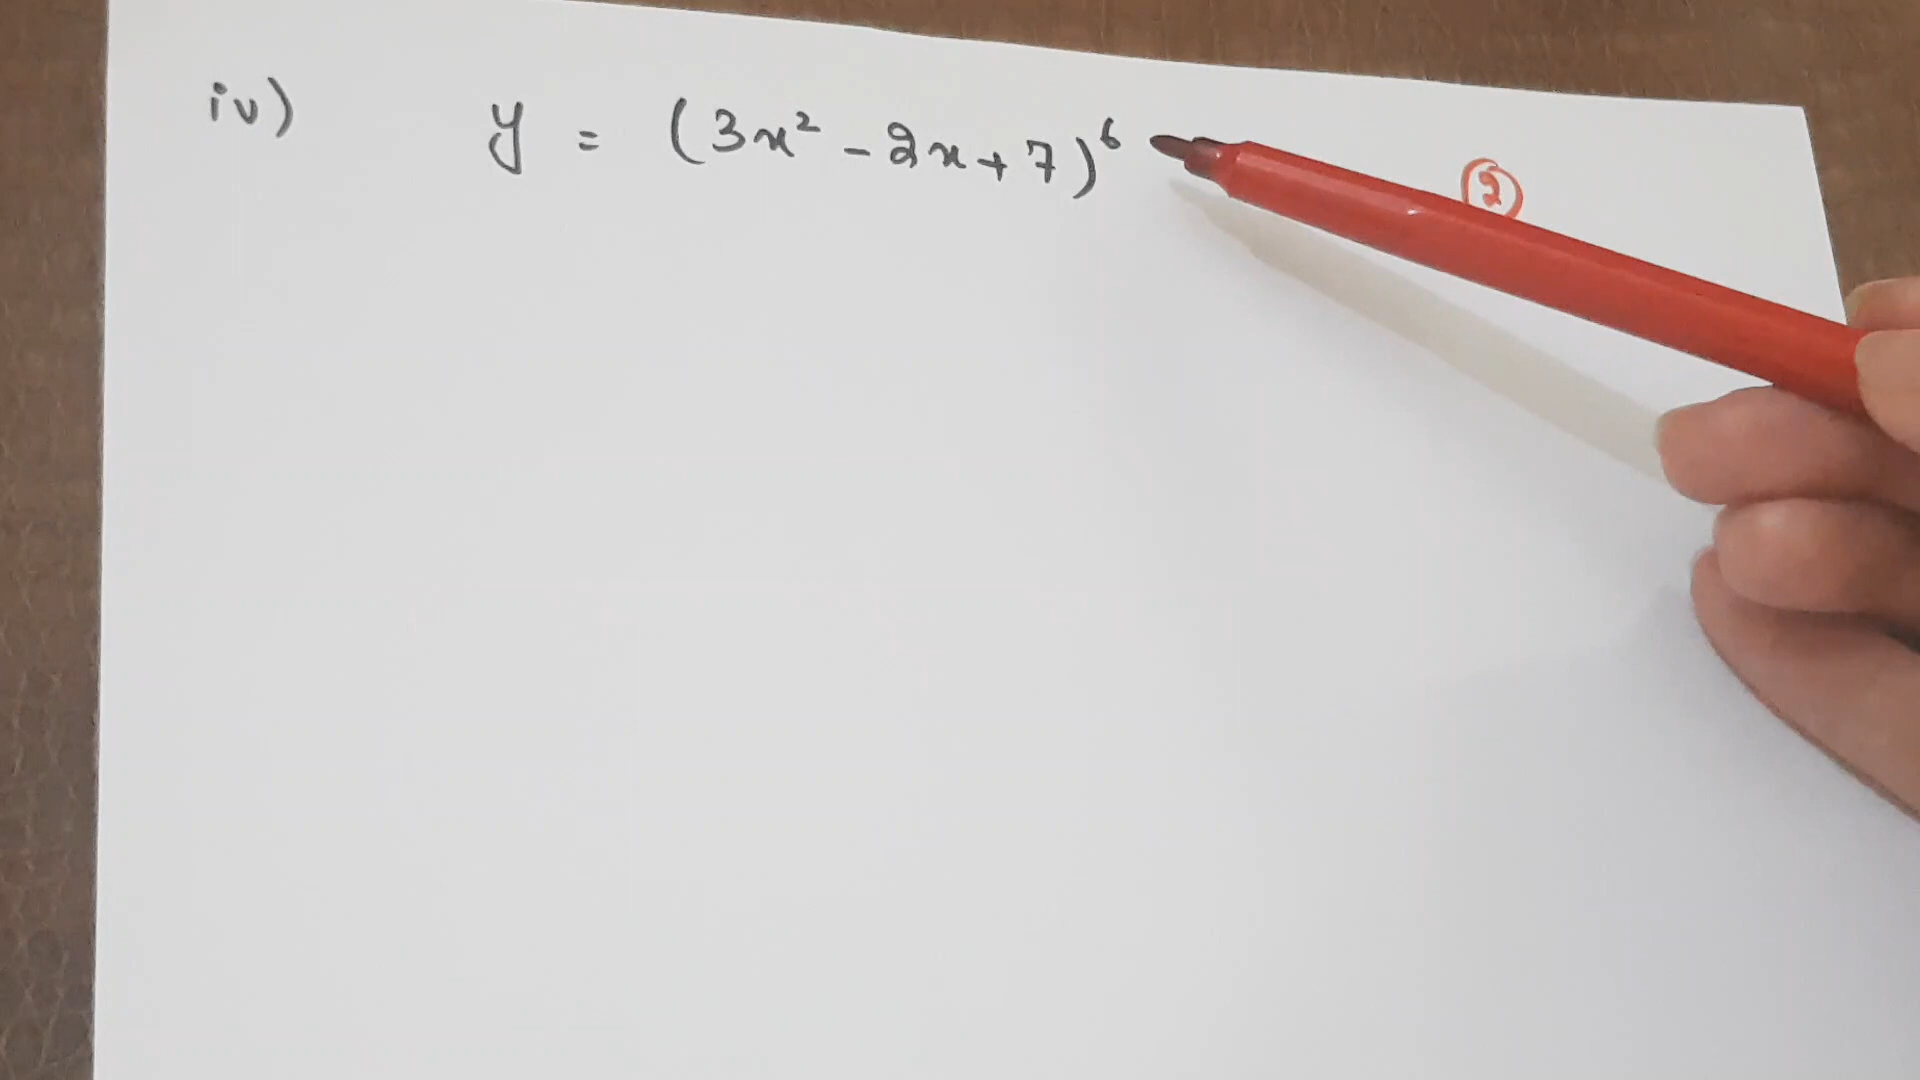 iv) y = (3x² - 2x + 7)⁶
2